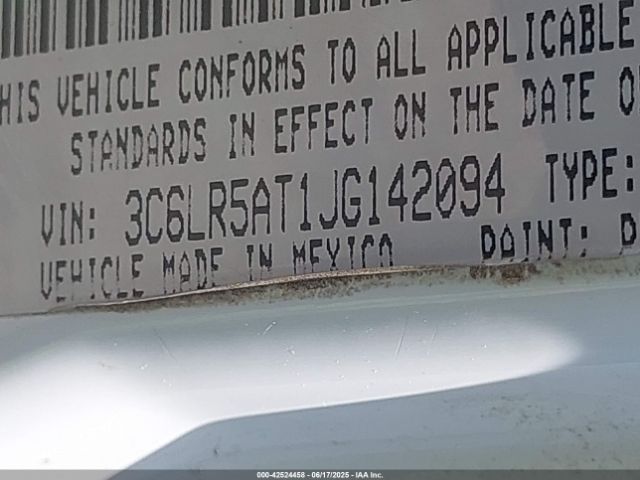 THIS VEHICLE CONFORMS TO ALL APPLICABLE
STANDARDS IN EFFECT ON THE DATE O
VIN: 3C6LR5AT1JG142094 TYPE:
VEHICLE MADE IN MEXICO PAINT: P
000-42524458 - 06/17/2025 - IAA Inc.